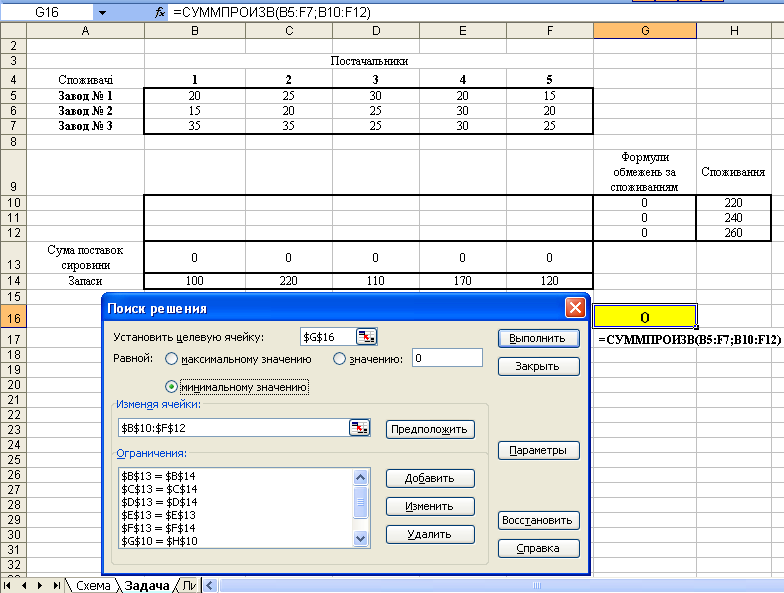 G16 fx =СУММПРОИЗВ(B5:F7;B10:F12)
A B C D E F G H
2
3 Постачальники
4 Споживачі 1 2 3 4 5
5 Завод № 1 20 25 30 20 15
6 Завод № 2 15 20 25 30 20
7 Завод № 3 35 35 25 30 25
8
Формули
обмежень за
9 споживанням Споживання
10 0 220
11 0 240
12 0 260
Сума поставок
13 сировини 0 0 0 0 0
14 Запаси 100 220 110 170 120
15
16 0
17 =СУММПРОИЗВ(B5:F7;B10:F12)
18
19
20
21
22
23
24
25
26
27
28
29
30
31
32
Поиск решения
Установить целевую ячейку: $G$16 Выполнить
Равной: максимальному значению значению: 0 Закрыть
минимальному значению
Изменяя ячейки:
$B$10:$F$12 Предположить
Ограничения: Параметры
$B$13 = $B$14 Добавить
$C$13 = $C$14
$D$13 = $D$14 Изменить
$E$13 = $E$13 Восстановить
$F$13 = $F$14 Удалить
$G$10 = $H$10 Справка
Схема Задача Ли